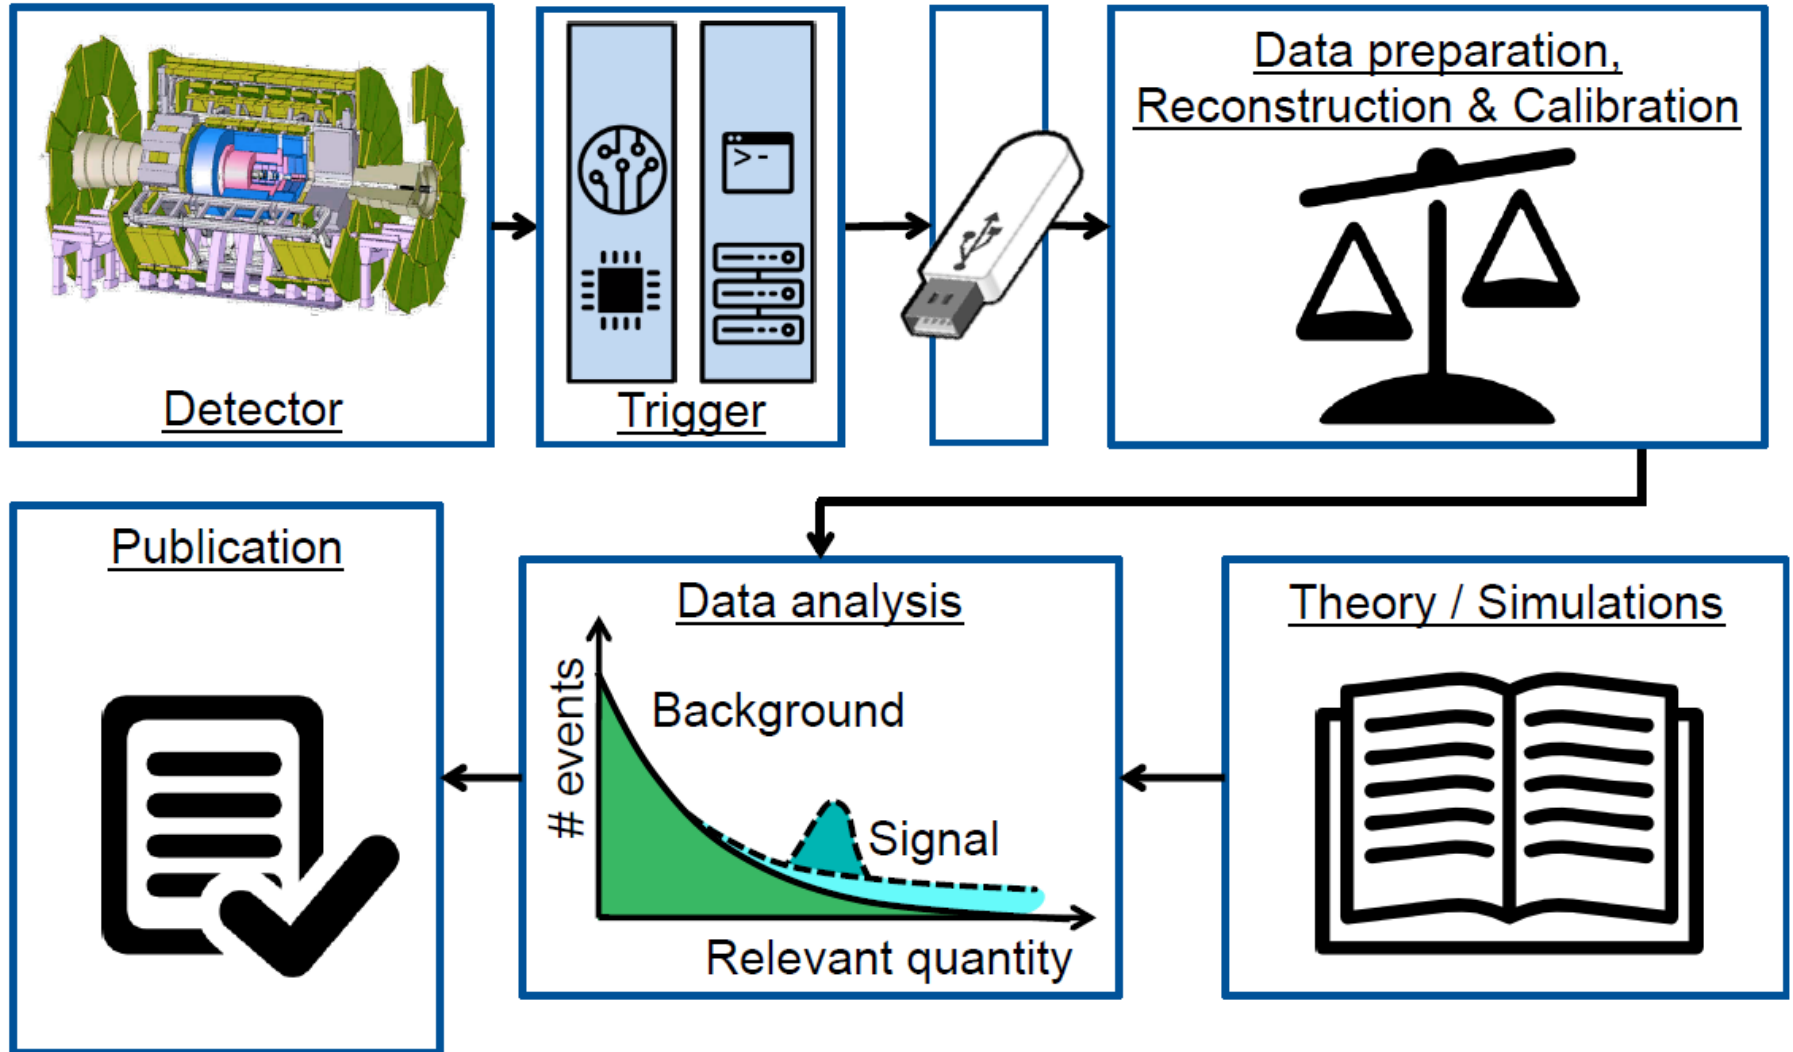 Detector
>-
Trigger
Data preparation,
Reconstruction & Calibration
Publication
Data analysis
# events
Background
Signal
Relevant quantity
Theory / Simulations